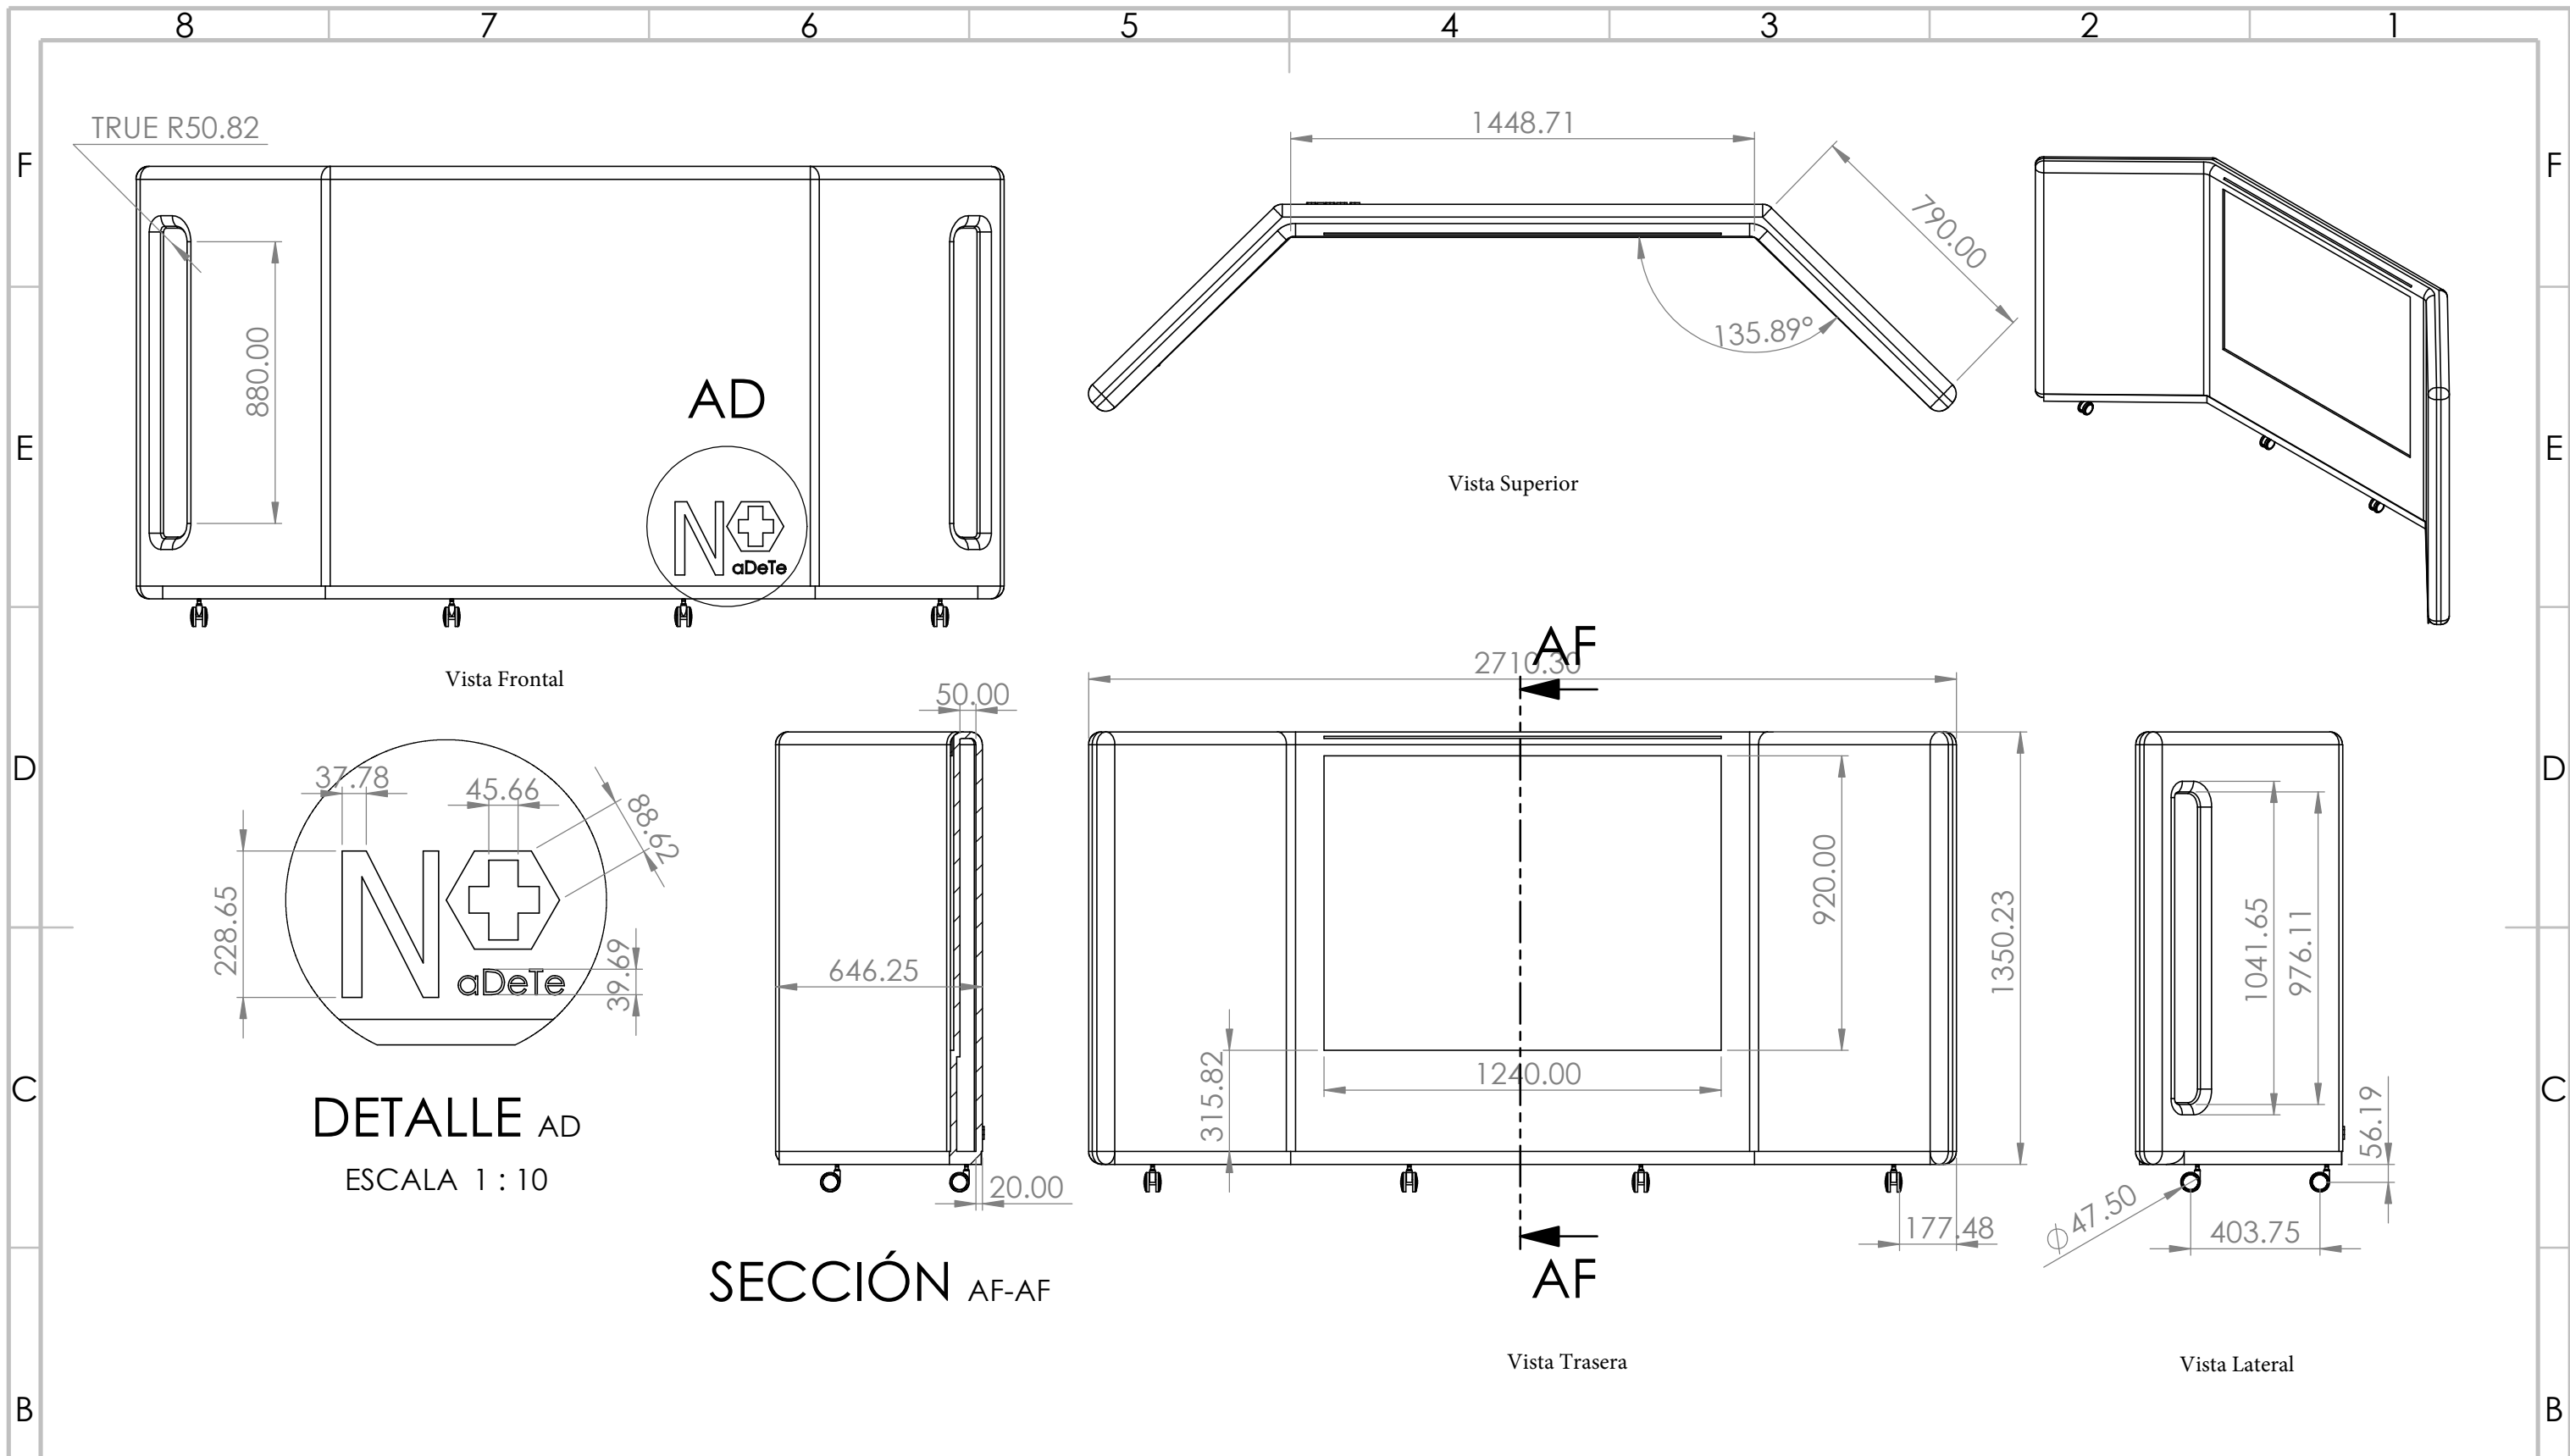 8 7 6 5 4 3 2 1
F F
E E
D D
C C
B B
TRUE R50.82
880.00
AD
N
aDeTe
Vista Frontal
1448.71
790.00
135.89°
Vista Superior
37.78
45.66
88.62
228.65
39.69
N
aDeTe
DETALLE AD
ESCALA 1 : 10
50.00
646.25
20.00
SECCIÓN AF-AF
AF
2710.30
920.00
1350.23
315.82
1240.00
177.48
AF
Vista Trasera
1041.65
976.11
56.19
⌀47.50
403.75
Vista Lateral